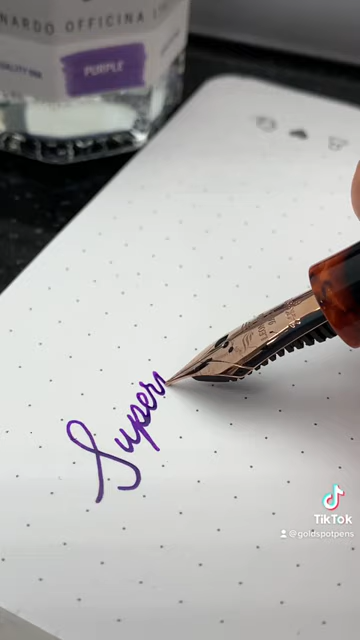 NARDO OFFICINA
PURPLE
Super
TikTok
@goldspotpens